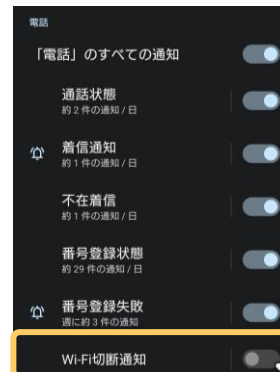 電話
「電話」のすべての通知
通話状態
約 2 件の通知 / 日
着信通知
約 1 件の通知 / 日
不在着信
約 1 件の通知 / 日
番号登録状態
約 29 件の通知 / 日
番号登録失敗
週に約 3 件の通知
Wi-Fi切断通知